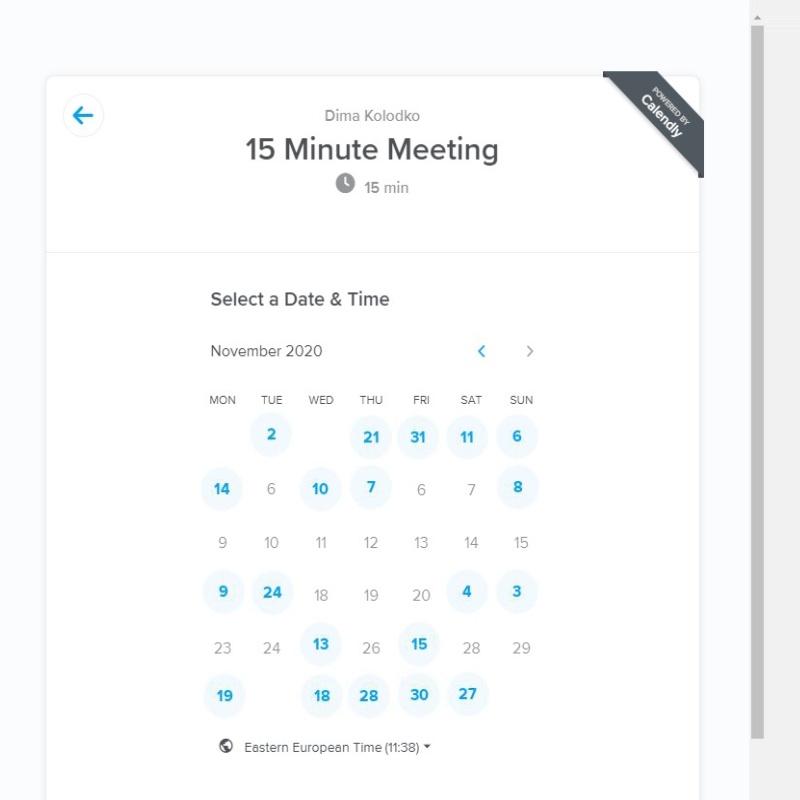 POWERED BY
Calendly
Dima Kolodko
15 Minute Meeting
15 min
Select a Date & Time
November 2020
MON TUE WED THU FRI SAT SUN
2 21 31 11 6
14 6 10 7 6 7 8
9 10 11 12 13 14 15
9 24 18 19 20 4 3
23 24 13 26 15 28 29
19 18 28 30 27
Eastern European Time (11:38)